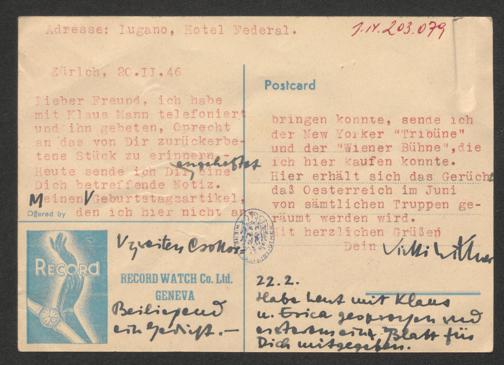 Adresse: Lugano, Hotel Federal.
I.N. 203.079
Zürich, 20.II.46
Lieber Freund, ich habe
mit Klaus Mann telefoniert
und ihn gebeten, Oprecht
an das von Dir zurückerbe-
tene Stück zu erinnern.
Heute sende ich Dir eine
Dich betreffende Notiz.
Meinen Geburtstagsartikel,
den ich hier nicht an
Postcard
bringen konnte, sende ich
der New Yorker "Tribüne"
und der "Wiener Bühne", die
ich hier kaufen konnte.
Hier erhält sich das Gerücht
daß Oesterreich im Juni
von sämtlichen Truppen ge-
räumt werden wird.
Mit herzlichen Grüßen
Dein
Offered by
RECORD
RECORD WATCH Co. Ltd.
GENEVA
Beiliegend
ein Gedicht.-
22.2.
Habe heut mit Klaus
u. Erica gesprochen und
ersterem ein Blatt für
Dich mitgegeben.